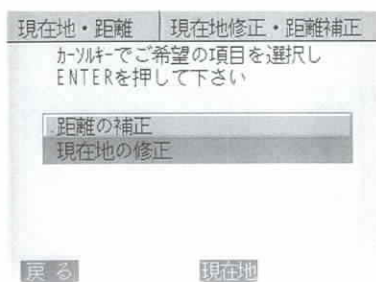 現在地・距離 現在地修正・距離補正
カーソルキーでご希望の項目を選択し
ENTERを押して下さい
距離の補正
現在地の修正
戻る 現在地